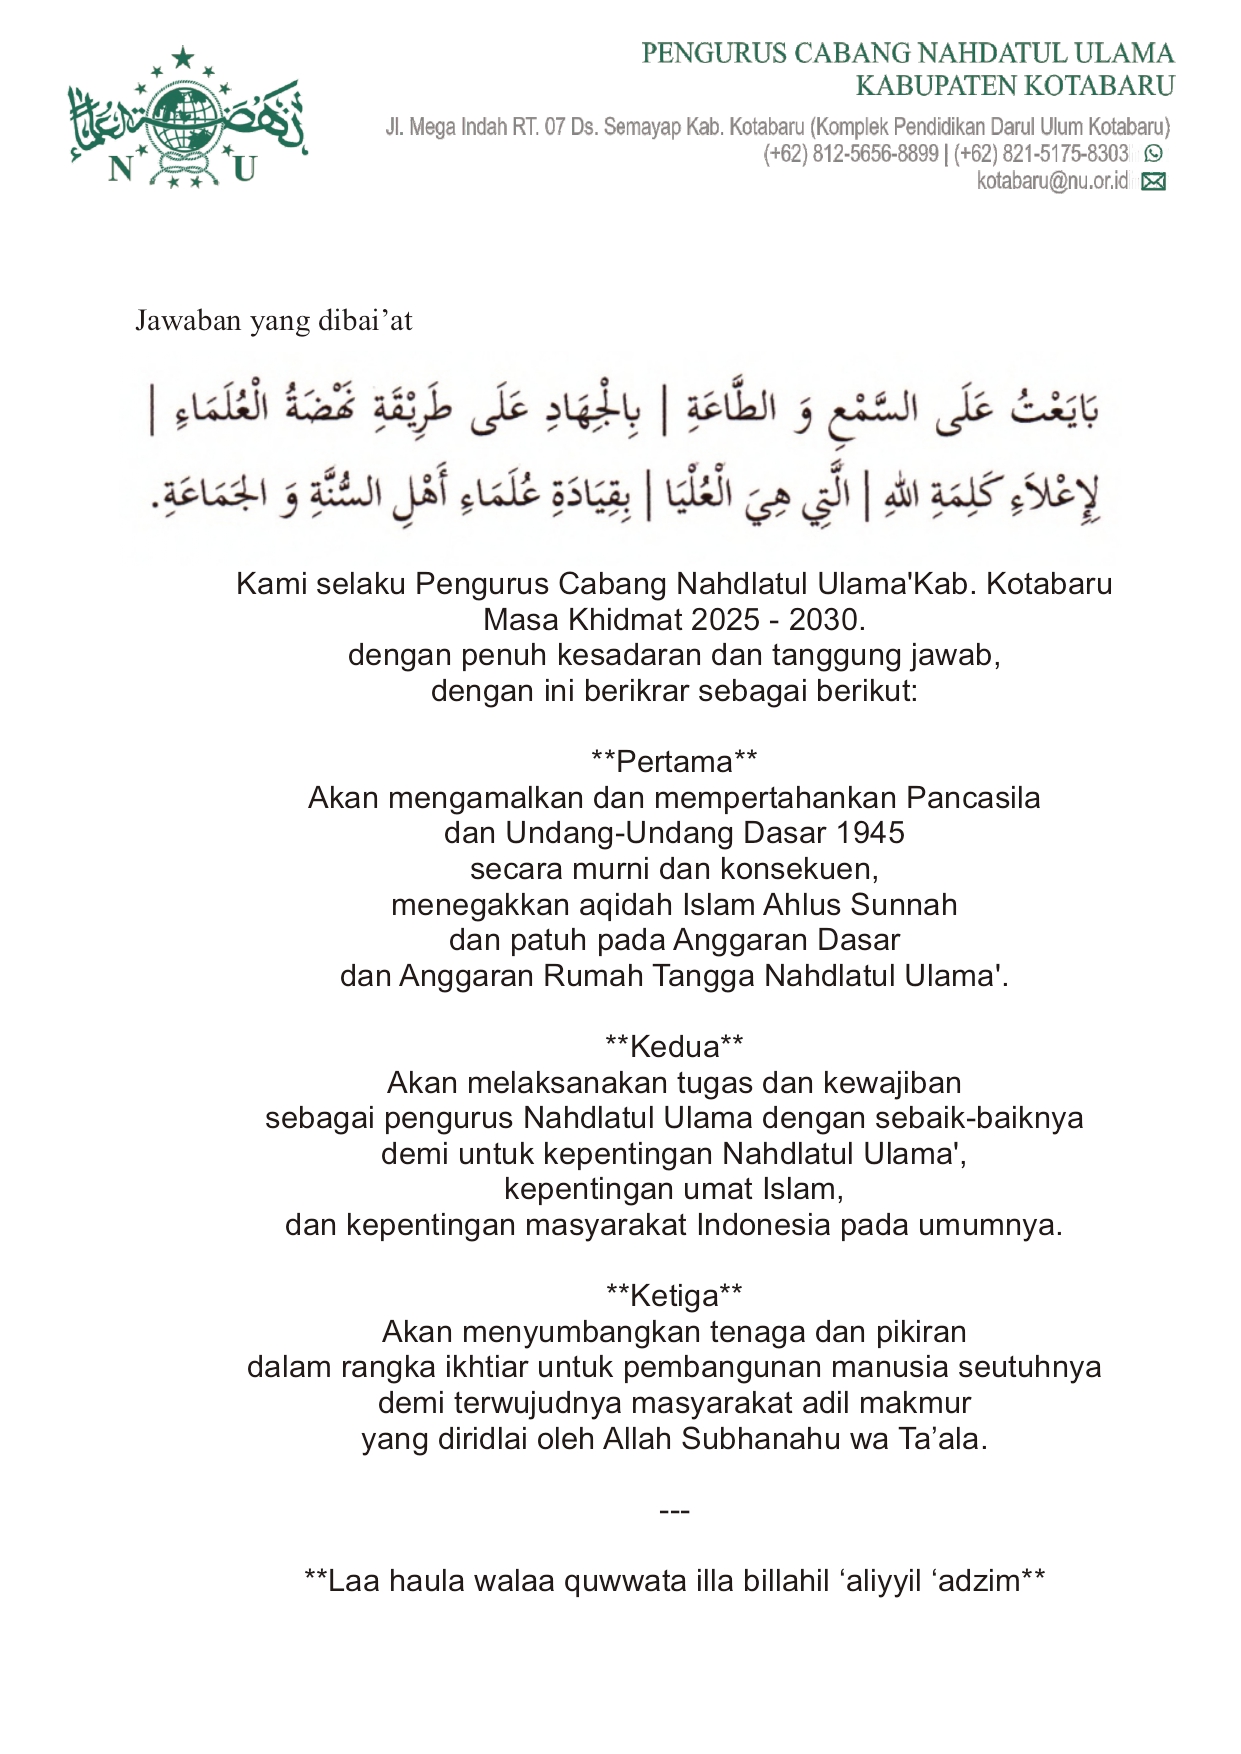 نهضة العلماء
N U
PENGURUS CABANG NAHDATUL ULAMA
KABUPATEN KOTABARU
Jl. Mega Indah RT. 07 Ds. Semayap Kab. Kotabaru (Komplek Pendidikan Darul Ulum Kotabaru)
(+62) 812-5656-8899 | (+62) 821-5175-8303
kotabaru@nu.or.id
Jawaban yang dibai’at
بَايَعْتُ عَلَى السَّمْعِ وَ الطَّاعَةِ | بِالْجِهَادِ عَلَى طَرِيْقَةِ نَهْضَةُ الْعُلَمَاءِ |
لِإِعْلَاءِ كَلِمَةِ اللهِ | الَّتِي هِيَ الْعُلْيَا | بِقِيَادَةِ عُلَمَاءِ أَهْلِ السُّنَّةِ وَ الْجَمَاعَةِ.
Kami selaku Pengurus Cabang Nahdlatul Ulama'Kab. Kotabaru
Masa Khidmat 2025 - 2030.
dengan penuh kesadaran dan tanggung jawab,
dengan ini berikrar sebagai berikut:
**Pertama**
Akan mengamalkan dan mempertahankan Pancasila
dan Undang-Undang Dasar 1945
secara murni dan konsekuen,
menegakkan aqidah Islam Ahlus Sunnah
dan patuh pada Anggaran Dasar
dan Anggaran Rumah Tangga Nahdlatul Ulama'.
**Kedua**
Akan melaksanakan tugas dan kewajiban
sebagai pengurus Nahdlatul Ulama dengan sebaik-baiknya
demi untuk kepentingan Nahdlatul Ulama',
kepentingan umat Islam,
dan kepentingan masyarakat Indonesia pada umumnya.
**Ketiga**
Akan menyumbangkan tenaga dan pikiran
dalam rangka ikhtiar untuk pembangunan manusia seutuhnya
demi terwujudnya masyarakat adil makmur
yang diridlai oleh Allah Subhanahu wa Ta’ala.
---
**Laa haula walaa quwwata illa billahil ‘aliyyil ‘adzim**